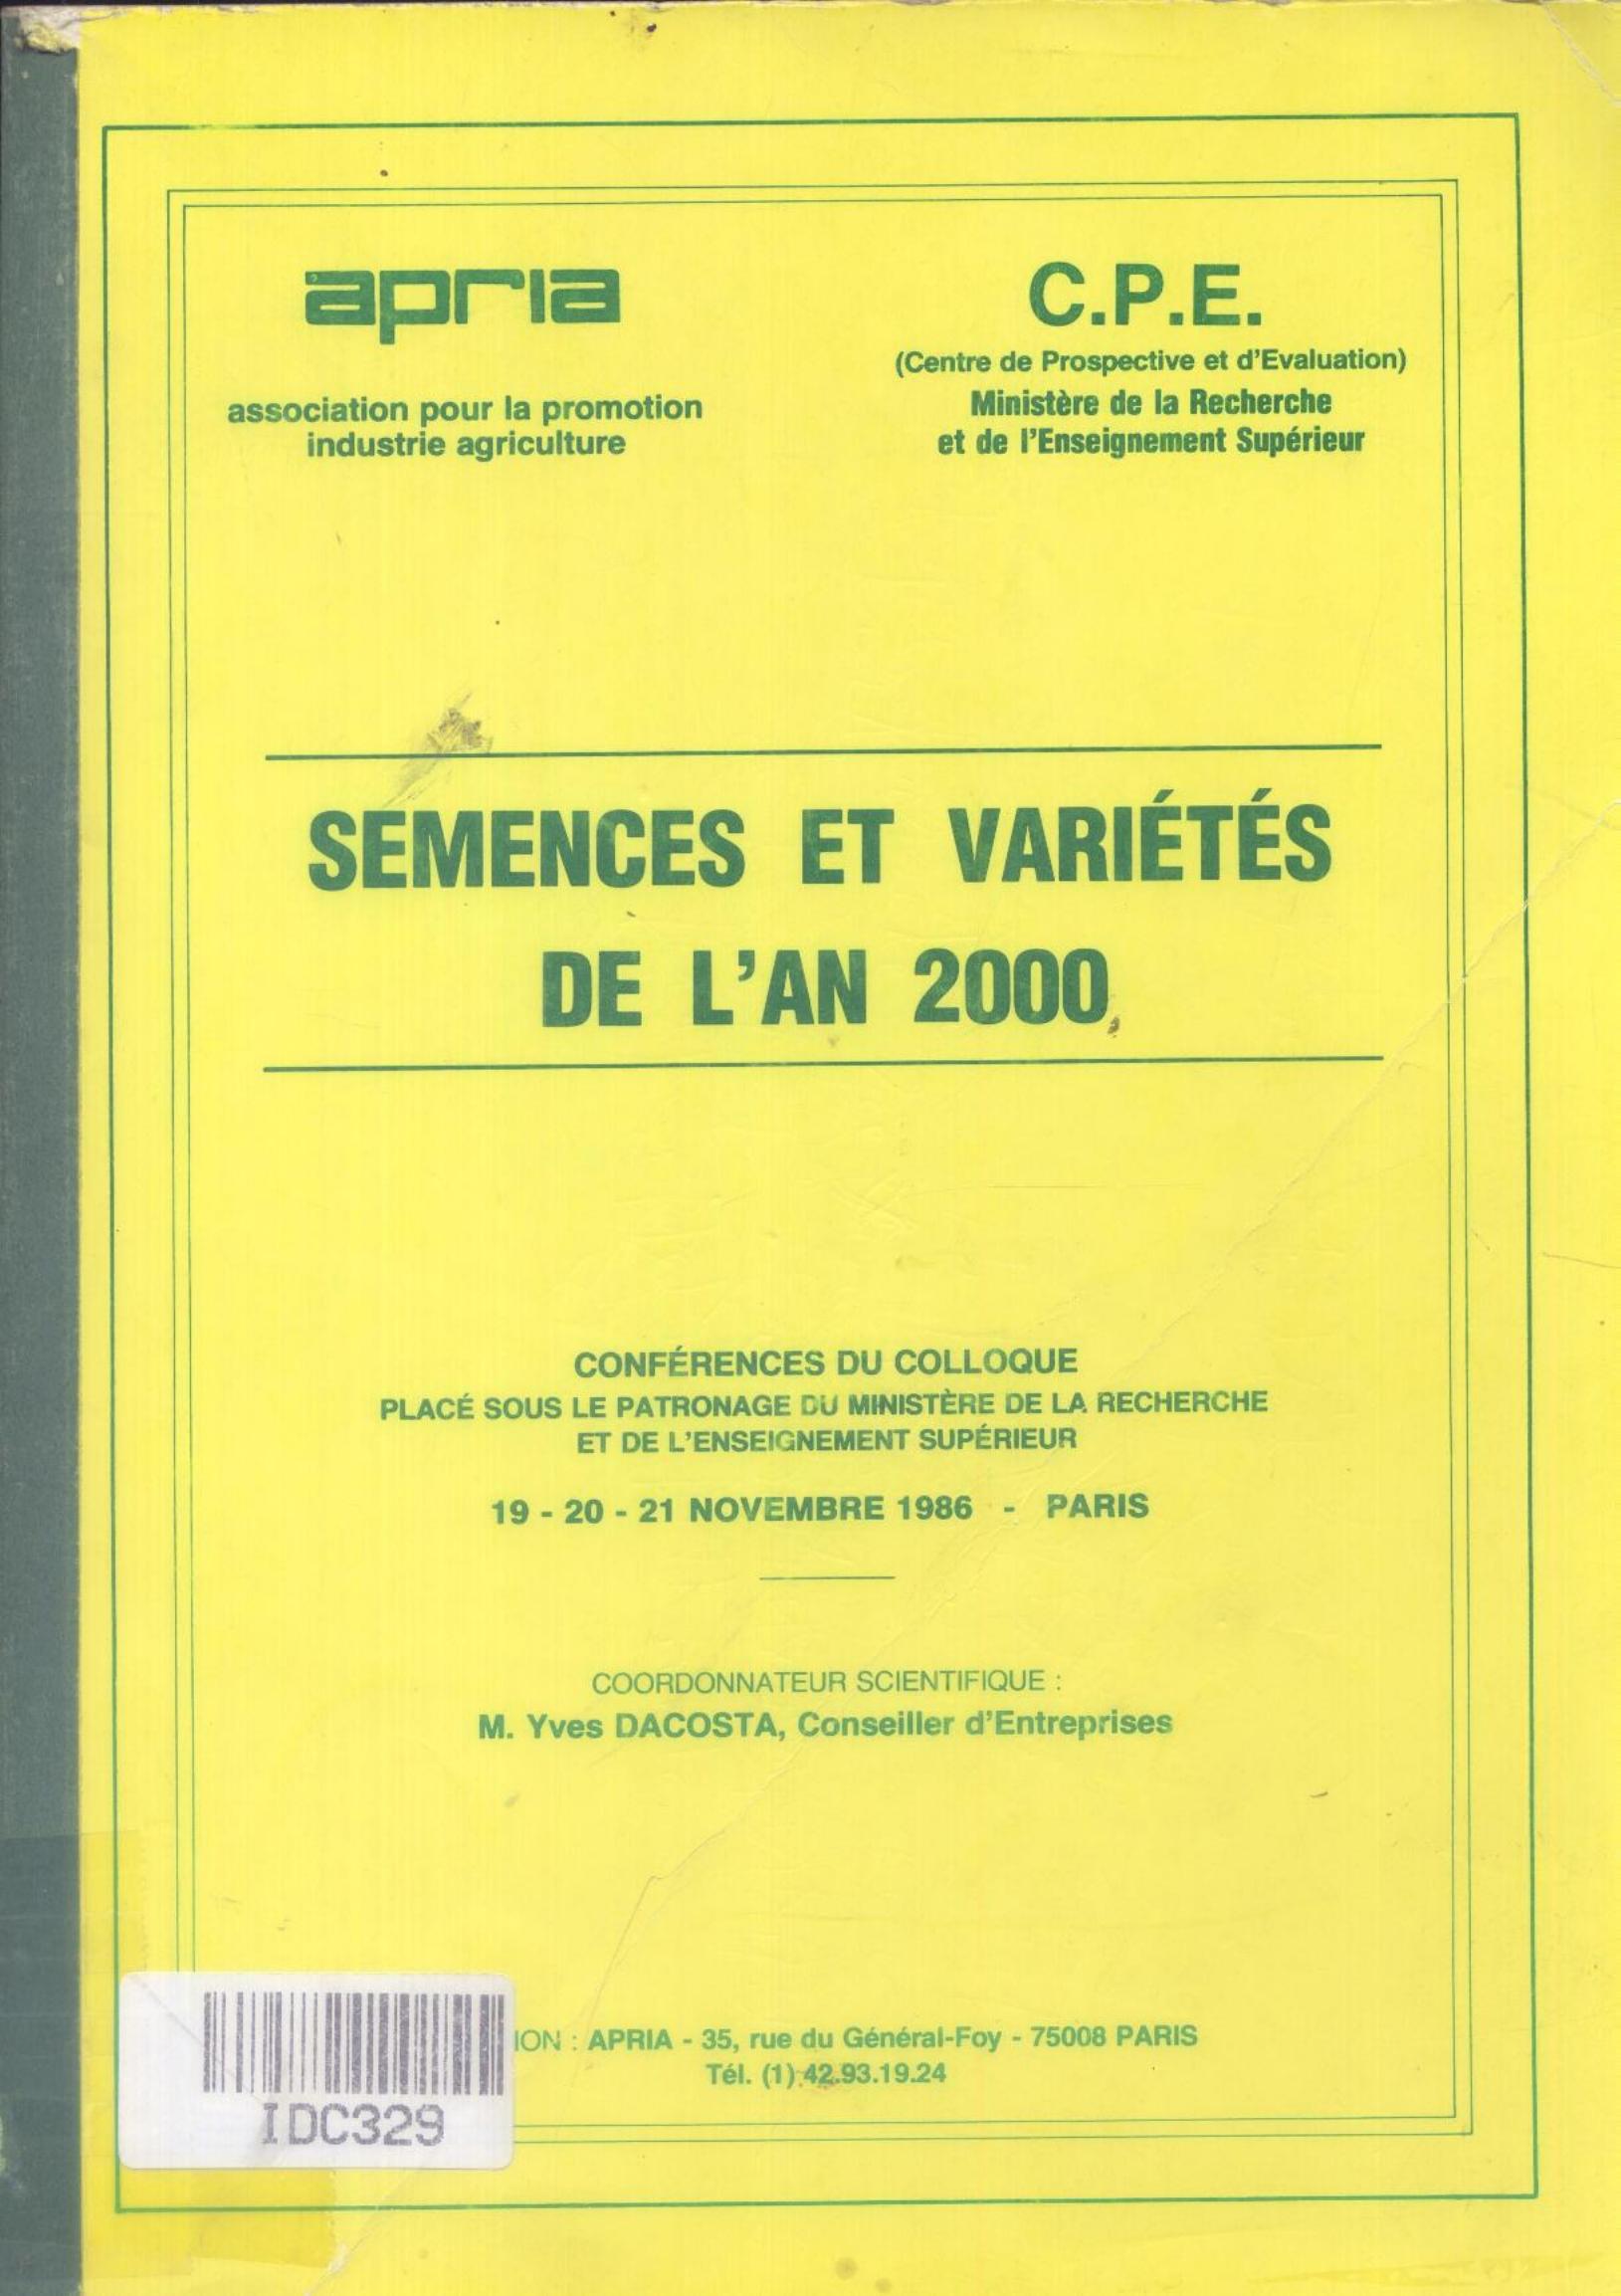 apria
association pour la promotion
industrie agriculture
C.P.E.
(Centre de Prospective et d'Evaluation)
Ministère de la Recherche
et de l'Enseignement Supérieur
SEMENCES ET VARIÉTÉS
DE L'AN 2000
CONFÉRENCES DU COLLOQUE
PLACÉ SOUS LE PATRONAGE DU MINISTÈRE DE LA RECHERCHE
ET DE L'ENSEIGNEMENT SUPÉRIEUR
19 - 20 - 21 NOVEMBRE 1986 - PARIS
COORDONNATEUR SCIENTIFIQUE :
M. Yves DACOSTA, Conseiller d'Entreprises
ION : APRIA - 35, rue du Général-Foy - 75008 PARIS
Tél. (1) 42.93.19.24
IDC329